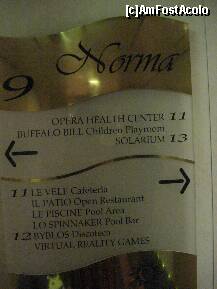 [c]AmFostAcolo
Norma
9
OPERA HEALTH CENTER 11
BUFFALO BILL Children Playroom
SOLARIUM 13
11 LE VELE Cafeteria
IL PATIO Open Restaurant
LE PISCINE Pool Area
LO SPINNAKER Pool Bar
12 BYBLOS Discoteca
VIRTUAL REALITY GAMES